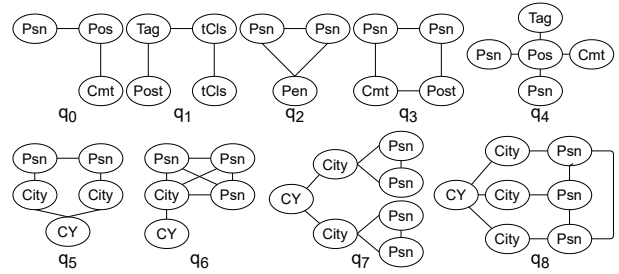 Psn Pos Tag tCls Psn Psn Psn Psn Tag
Psn Pos Cmt
Cmt Post tCls Pen Cmt Post Psn
q0 q1 q2 q3 q4
Psn Psn Psn Psn City Psn City Psn
City City City Psn CY Psn CY City Psn
CY CY City Psn City Psn
Psn
q5 q6 q7 q8